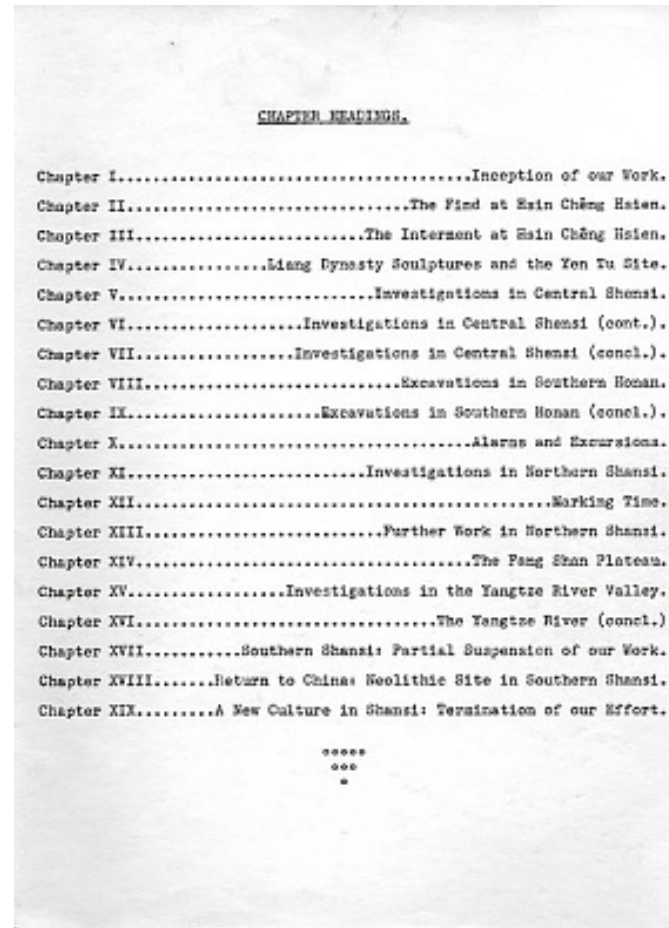 CHAPTER HEADINGS.
Chapter I.........................................Inception of our Work.
Chapter II................................The Find at Hsin Chêng Hsien.
Chapter III..........................The Interment at Hsin Chêng Hsien.
Chapter IV................Liang Dynasty Sculptures and the Yen Tu Site.
Chapter V.............................Investigations in Central Shensi.
Chapter VI....................Investigations in Central Shensi (cont.).
Chapter VII..................Investigations in Central Shensi (concl.).
Chapter VIII.............................Excavations in Southern Honan.
Chapter IX.....................Excavations in Southern Honan (concl.).
Chapter X........................................Alarms and Excursions.
Chapter XI...........................Investigations in Northern Shansi.
Chapter XII................................................Marking Time.
Chapter XIII...........................Further Work in Northern Shansi.
Chapter XIV.......................................The Fang Shan Plateau.
Chapter XV..................Investigations in the Yangtze River Valley.
Chapter XVI..................................The Yangtze River (concl.)
Chapter XVII...........Southern Shansi: Partial Suspension of our Work.
Chapter XVIII.......Return to China: Neolithic Site in Southern Shansi.
Chapter XIX.........A New Culture in Shansi: Termination of our Effort.
*****
***
*